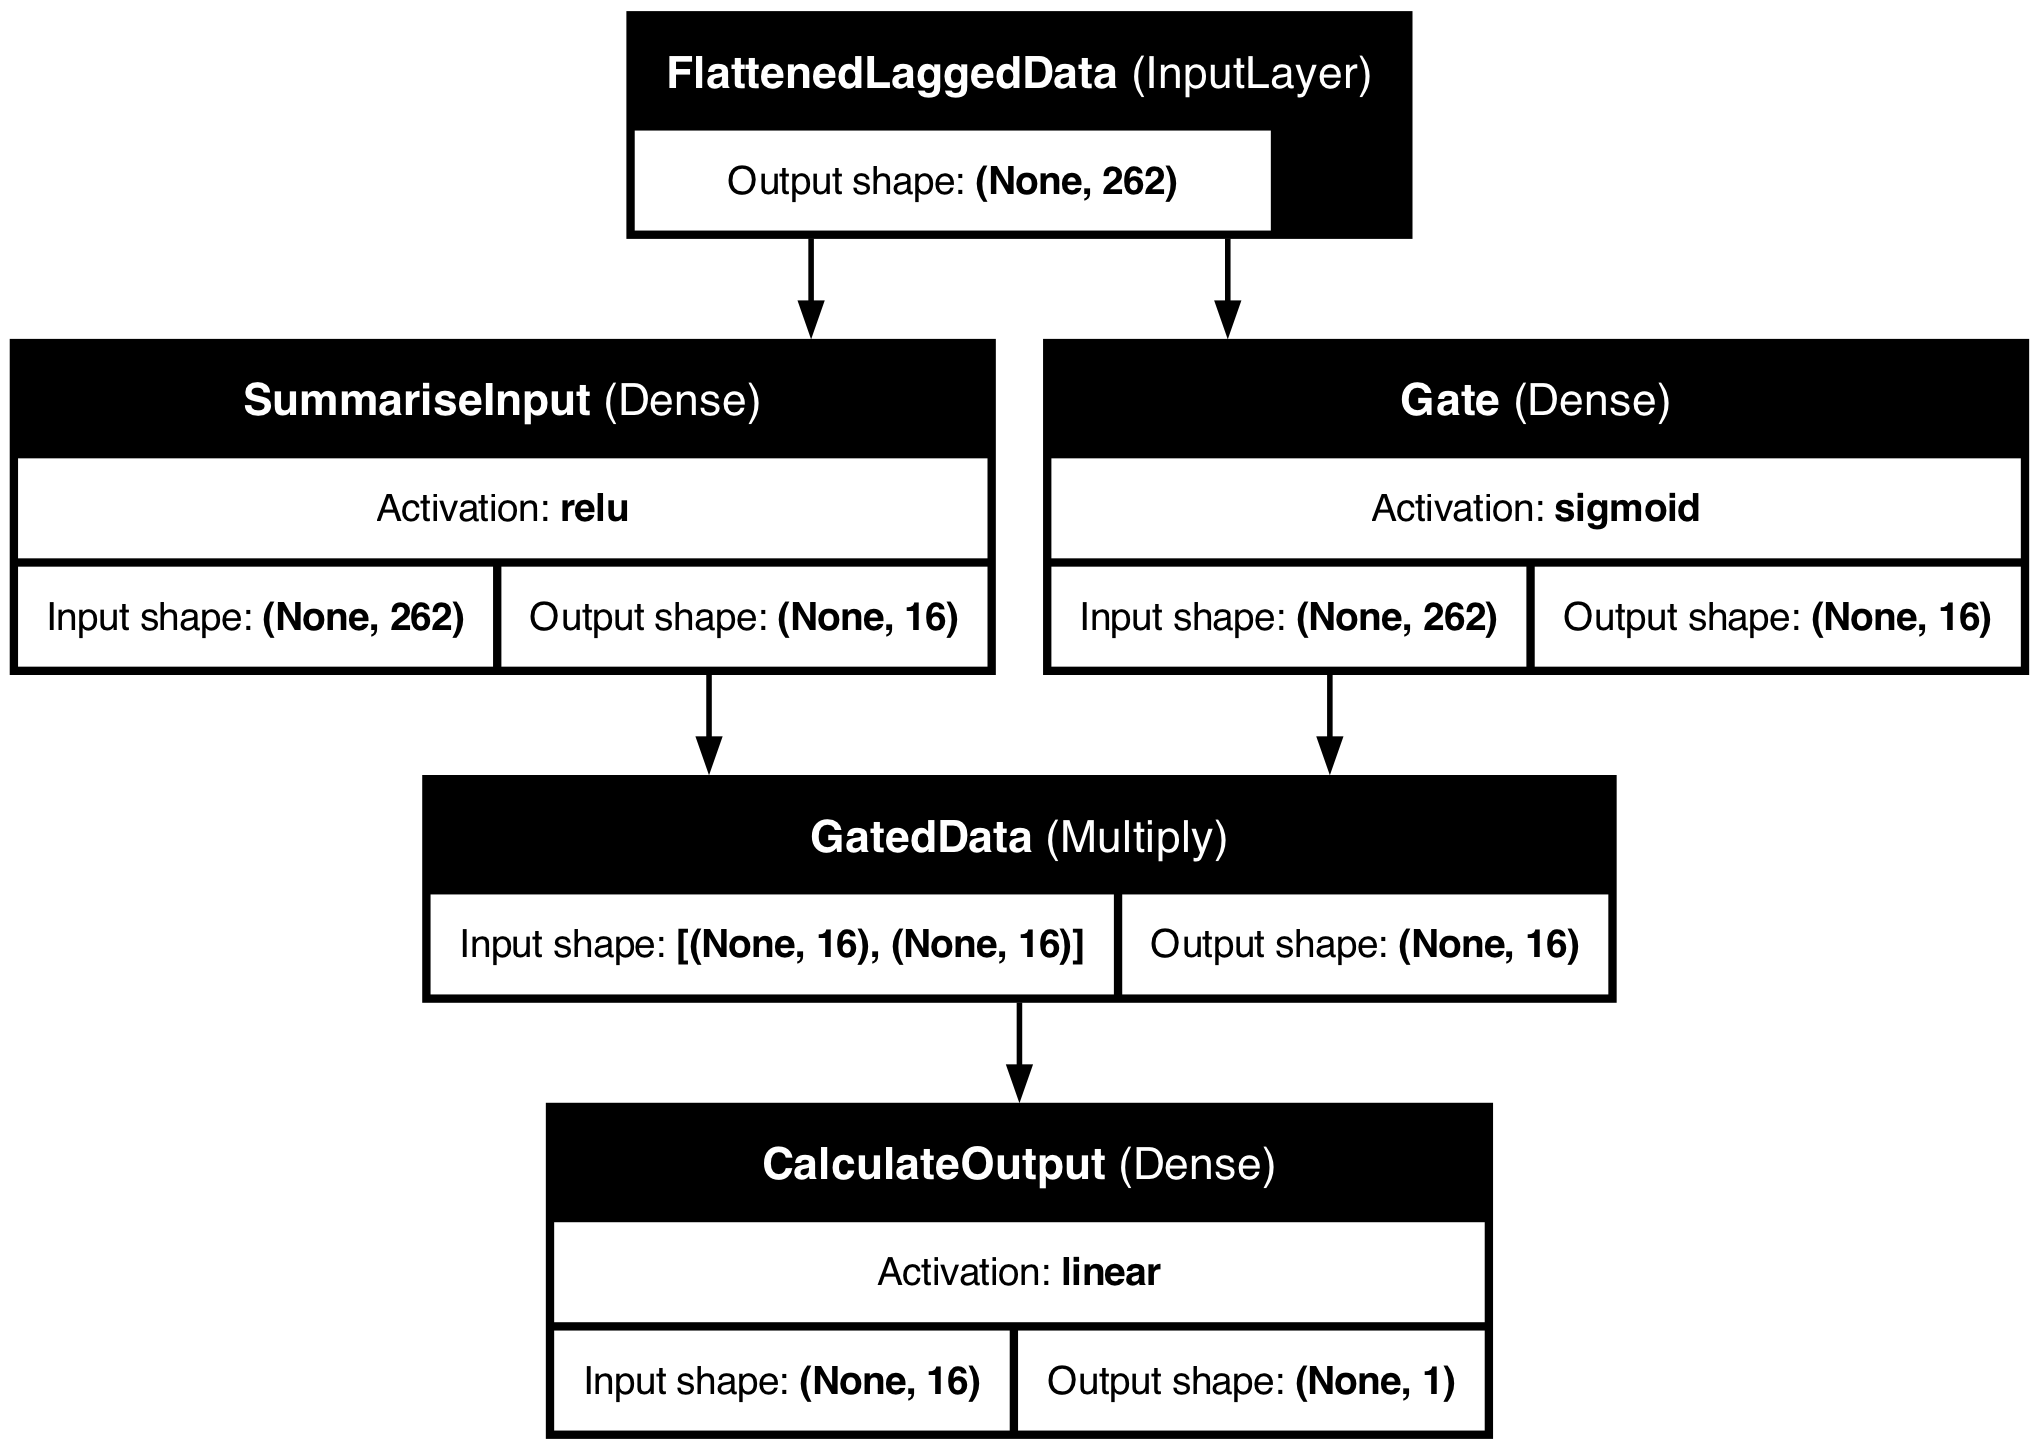 FlattenedLaggedData (InputLayer)
Output shape: (None, 262)
SummariseInput (Dense)
Activation: relu
Input shape: (None, 262)
Output shape: (None, 16)
Gate (Dense)
Activation: sigmoid
Input shape: (None, 262)
Output shape: (None, 16)
GatedData (Multiply)
Input shape: [(None, 16), (None, 16)]
Output shape: (None, 16)
CalculateOutput (Dense)
Activation: linear
Input shape: (None, 16)
Output shape: (None, 1)